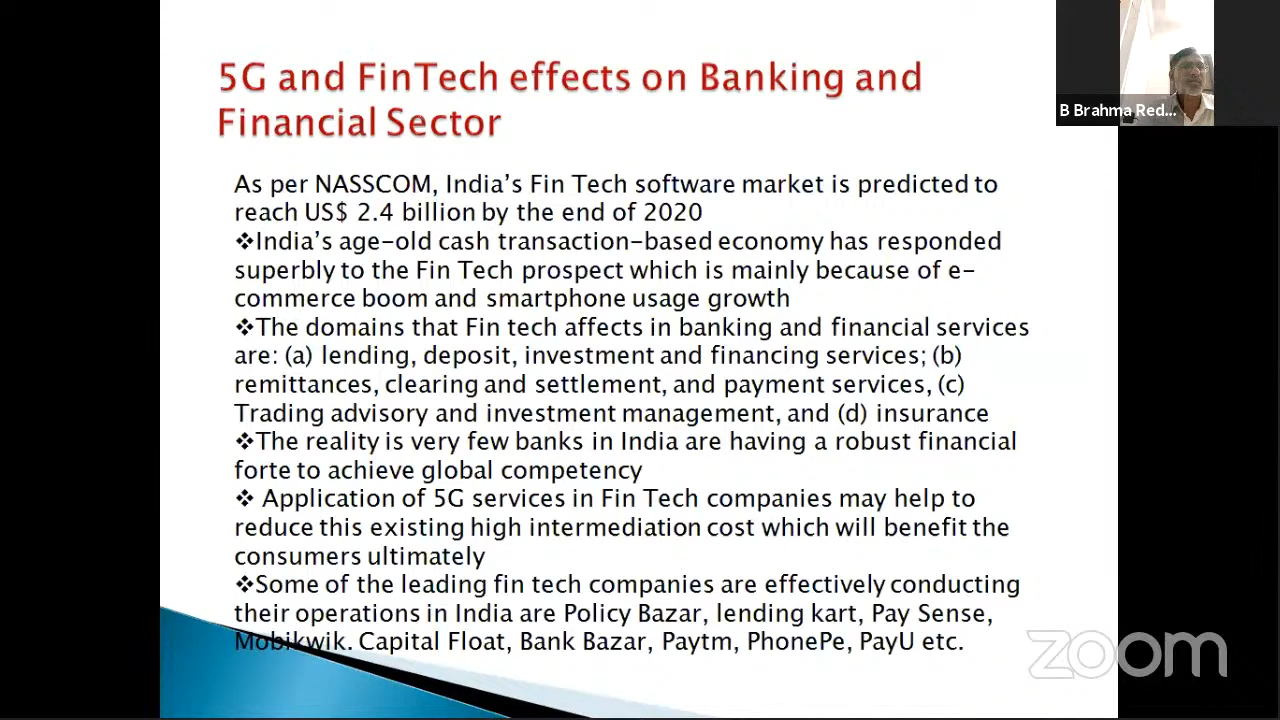 5G and FinTech effects on Banking and
Financial Sector
As per NASSCOM, India’s Fin Tech software market is predicted to
reach US$ 2.4 billion by the end of 2020
❖India’s age-old cash transaction-based economy has responded
superbly to the Fin Tech prospect which is mainly because of e-
commerce boom and smartphone usage growth
❖The domains that Fin tech affects in banking and financial services
are: (a) lending, deposit, investment and financing services; (b)
remittances, clearing and settlement, and payment services, (c)
Trading advisory and investment management, and (d) insurance
❖The reality is very few banks in India are having a robust financial
forte to achieve global competency
❖ Application of 5G services in Fin Tech companies may help to
reduce this existing high intermediation cost which will benefit the
consumers ultimately
❖Some of the leading fin tech companies are effectively conducting
their operations in India are Policy Bazar, lending kart, Pay Sense,
Mobikwik. Capital Float, Bank Bazar, Paytm, PhonePe, PayU etc.
B Brahma Red...
zoom